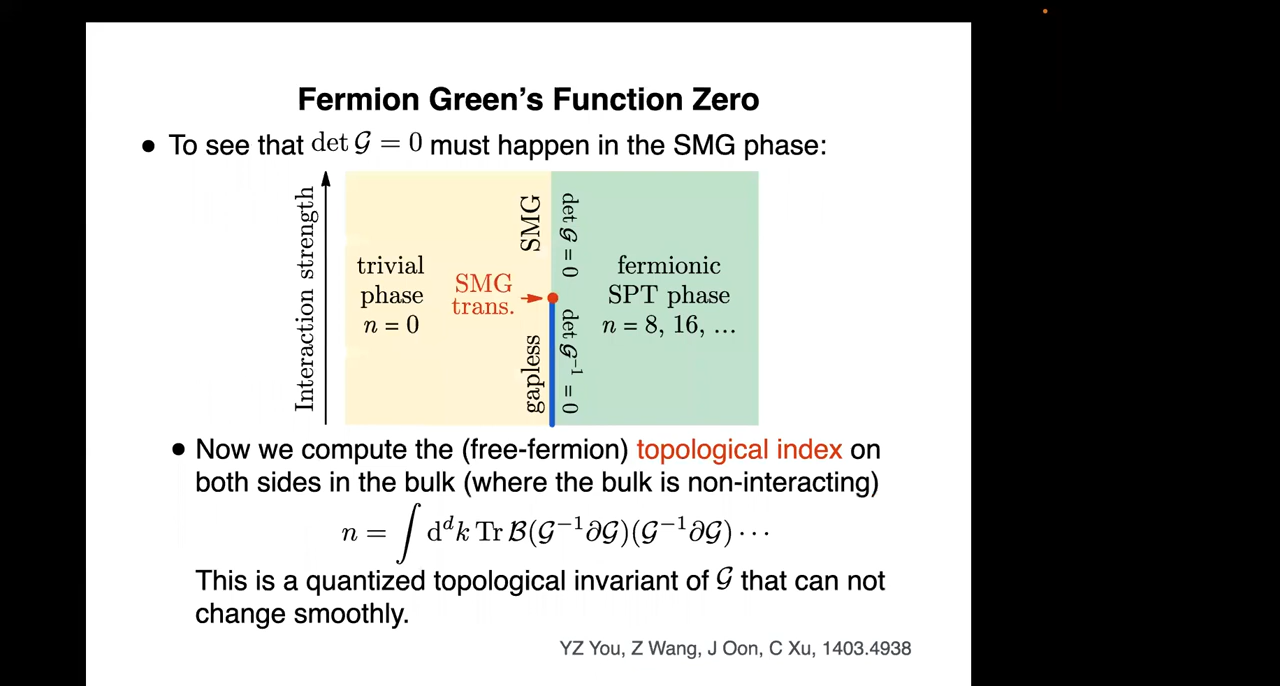 Fermion Green's Function Zero
• To see that det 𝒢 = 0 must happen in the SMG phase:
Interaction strength
trivial
phase
n = 0
SMG
trans.
SMG
gapless
det 𝒢 = 0
det 𝒢⁻¹ = 0
fermionic
SPT phase
n = 8, 16, ...
• Now we compute the (free-fermion) topological index on
both sides in the bulk (where the bulk is non-interacting)
n = ∫ dᵈk Tr ℬ(𝒢⁻¹∂𝒢)(𝒢⁻¹∂𝒢) ⋯
This is a quantized topological invariant of 𝒢 that can not
change smoothly.
YZ You, Z Wang, J Oon, C Xu, 1403.4938